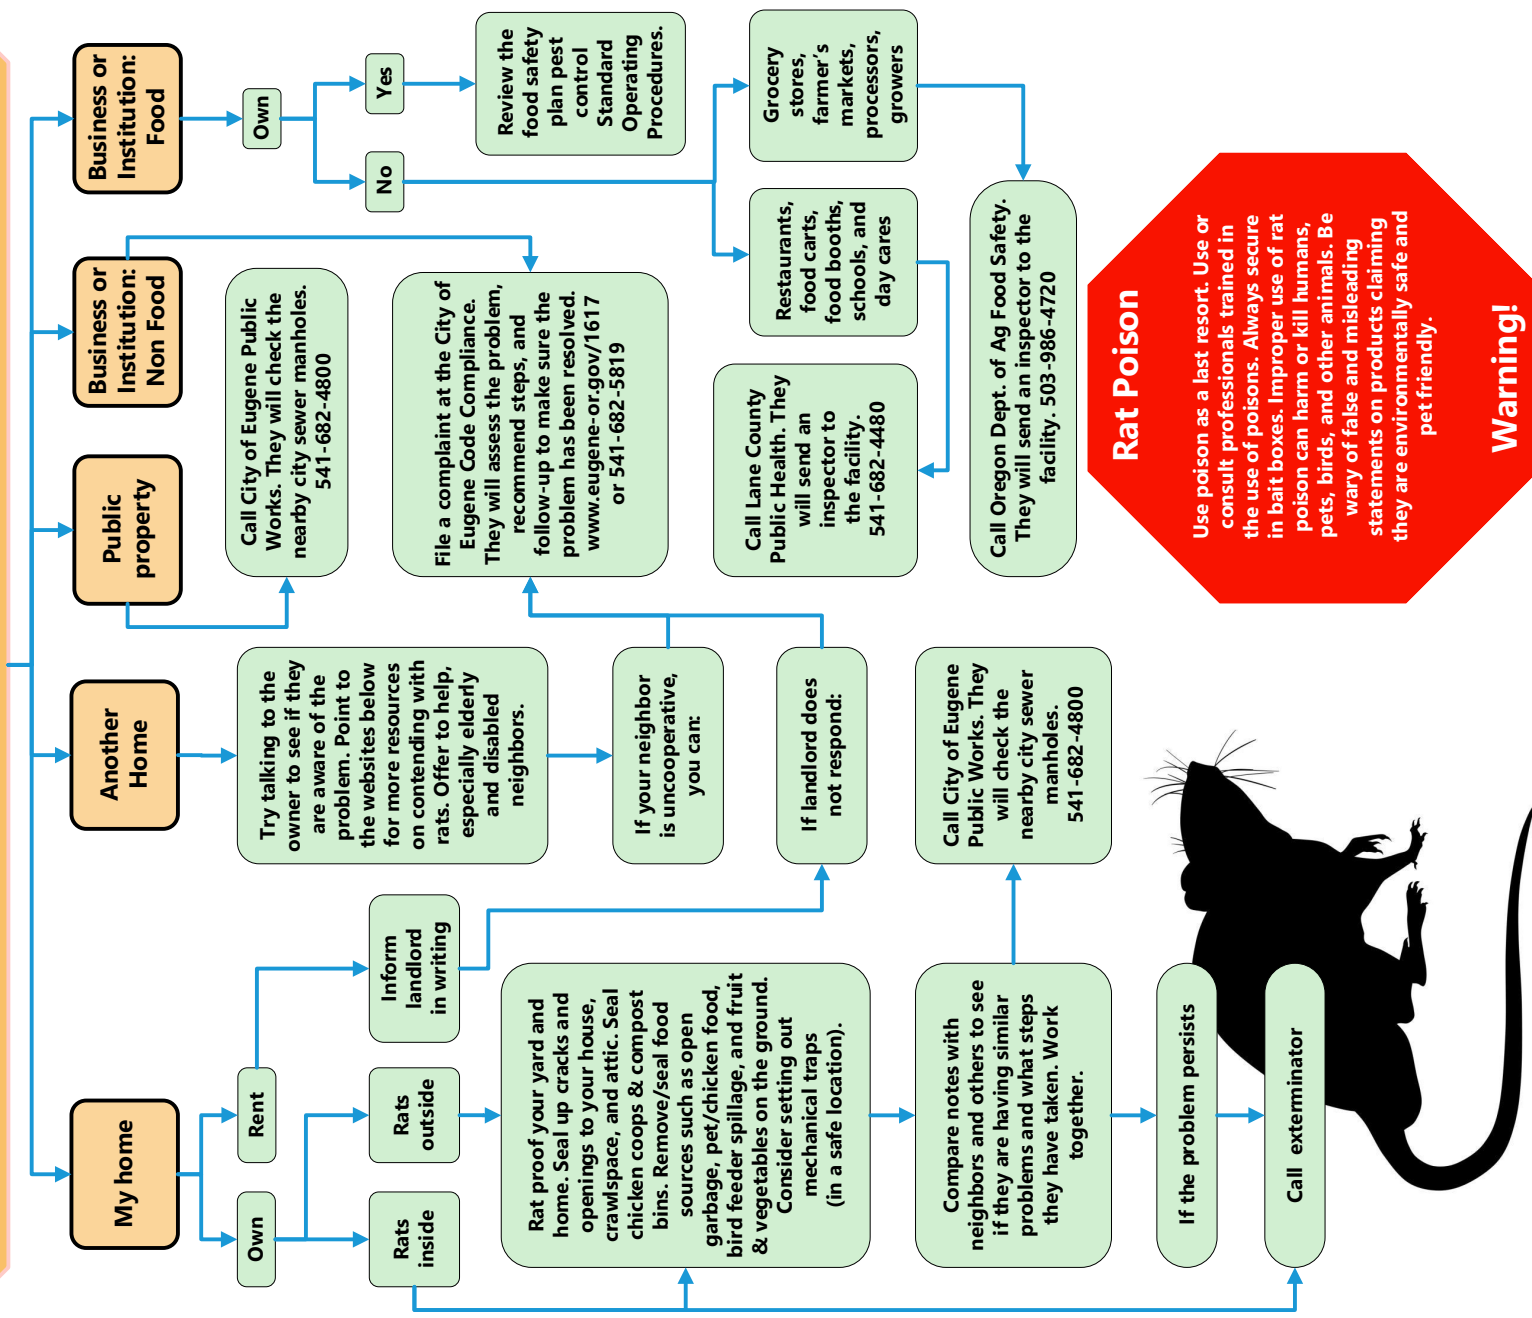 My home
Own
Rent
Rats
inside
Rats
outside
Inform
landlord
in writing
Rat proof your yard and
home. Seal up cracks and
openings to your house,
crawlspace, and attic. Seal
chicken coops & compost
bins. Remove/seal food
sources such as open
garbage, pet/chicken food,
bird feeder spillage, and fruit
& vegetables on the ground.
Consider setting out
mechanical traps
(in a safe location).
Compare notes with
neighbors and others to see
if they are having similar
problems and what steps
they have taken. Work
together.
If the problem persists
Call exterminator
Another
Home
Try talking to the
owner to see if they
are aware of the
problem. Point to
the websites below
for more resources
on contending with
rats. Offer to help,
especially elderly
and disabled
neighbors.
If your neighbor
is uncooperative,
you can:
If landlord does
not respond:
Call City of Eugene
Public Works. They
will check the
nearby city sewer
manholes.
541-682-4800
Public
property
Call City of Eugene Public
Works. They will check the
nearby city sewer manholes.
541-682-4800
Business or
Institution:
Non Food
File a complaint at the City of
Eugene Code Compliance.
They will assess the problem,
recommend steps, and
follow-up to make sure the
problem has been resolved.
www.eugene-or.gov/1617
or 541-682-5819
Business or
Institution:
Food
Own
No
Yes
Review the
food safety
plan pest
control
Standard
Operating
Procedures.
Restaurants,
food carts,
food booths,
schools, and
day cares
Grocery
stores,
farmer's
markets,
processors,
growers
Call Lane County
Public Health. They
will send an
inspector to
the facility.
541-682-4480
Call Oregon Dept. of Ag Food Safety.
They will send an inspector to the
facility. 503-986-4720
Rat Poison
Use poison as a last resort. Use or
consult professionals trained in
the use of poisons. Always secure
in bait boxes. Improper use of rat
poison can harm or kill humans,
pets, birds, and other animals. Be
wary of false and misleading
statements on products claiming
they are environmentally safe and
pet friendly.
Warning!